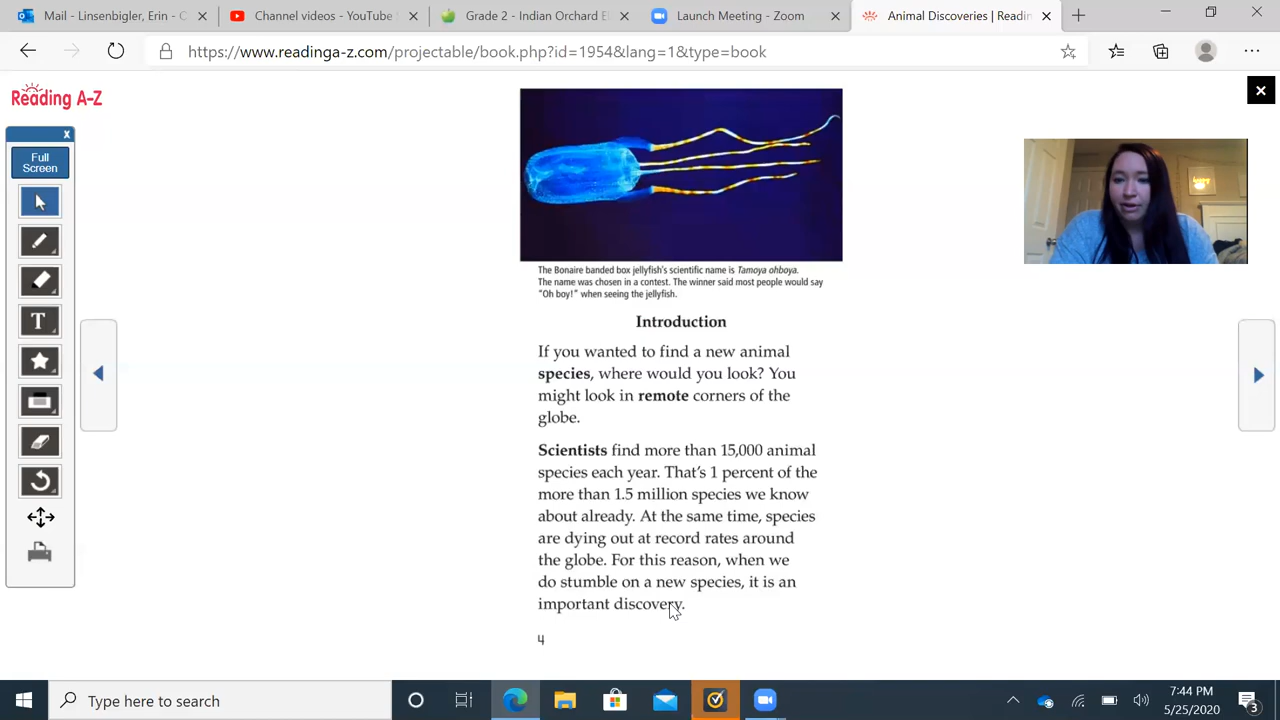 Mail - Linsenbigler, Erin - C
Channel videos - YouTube
Grade 2 - Indian Orchard El
Launch Meeting - Zoom
Animal Discoveries | Readin
https://www.readinga-z.com/projectable/book.php?id=1954&lang=1&type=book
Reading A-Z
x
Full
Screen
T
The Bonaire banded box jellyfish's scientific name is Tamoya ohboya.
The name was chosen in a contest. The winner said most people would say
"Oh boy!" when seeing the jellyfish.
Introduction
If you wanted to find a new animal
species, where would you look? You
might look in remote corners of the
globe.
Scientists find more than 15,000 animal
species each year. That's 1 percent of the
more than 1.5 million species we know
about already. At the same time, species
are dying out at record rates around
the globe. For this reason, when we
do stumble on a new species, it is an
important discovery.
4
Type here to search
7:44 PM
5/25/2020
3